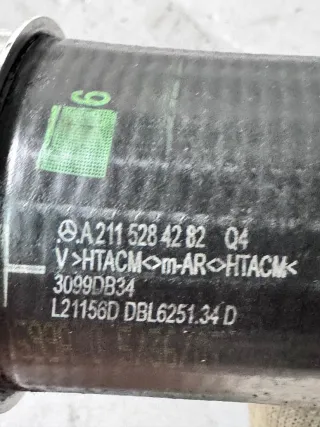 A 211 528 42 82 Q4
V >HTACM<>m-AR<>HTACM<
3099DB34
L21156D DBL6251.34 D